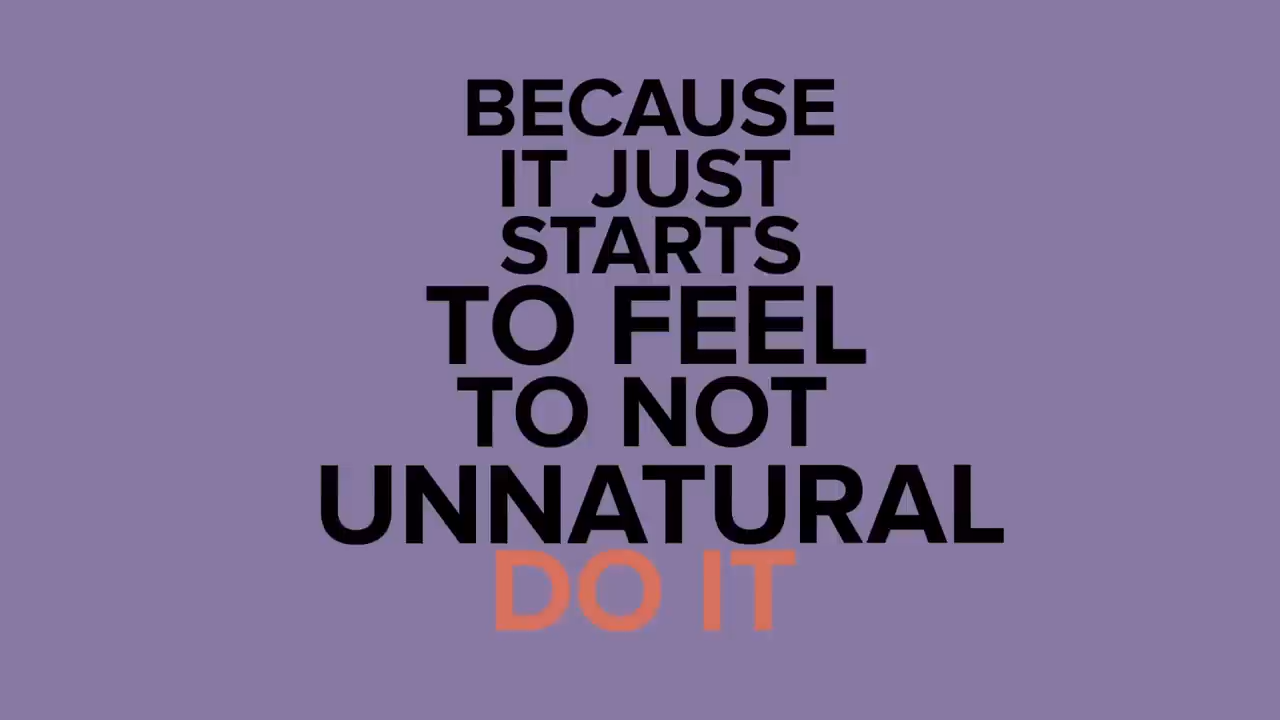 BECAUSE
IT JUST
STARTS
TO FEEL
TO NOT
UNNATURAL
DO IT